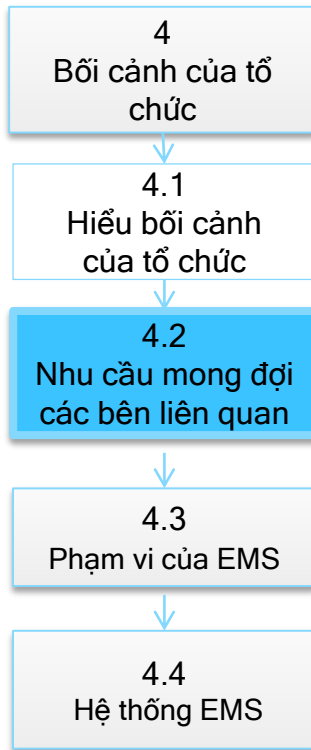 4
Bối cảnh của tổ
chức
4.1
Hiểu bối cảnh
của tổ chức
4.2
Nhu cầu mong đợi
các bên liên quan
4.3
Phạm vi của EMS
4.4
Hệ thống EMS